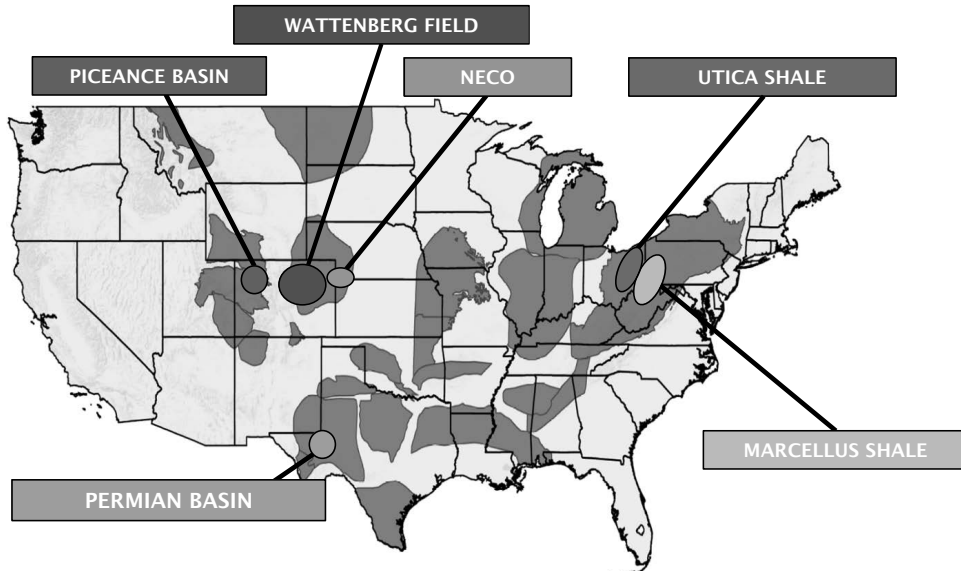 WATTENBERG FIELD
PICEANCE BASIN
NECO
UTICA SHALE
MARCELLUS SHALE
PERMIAN BASIN